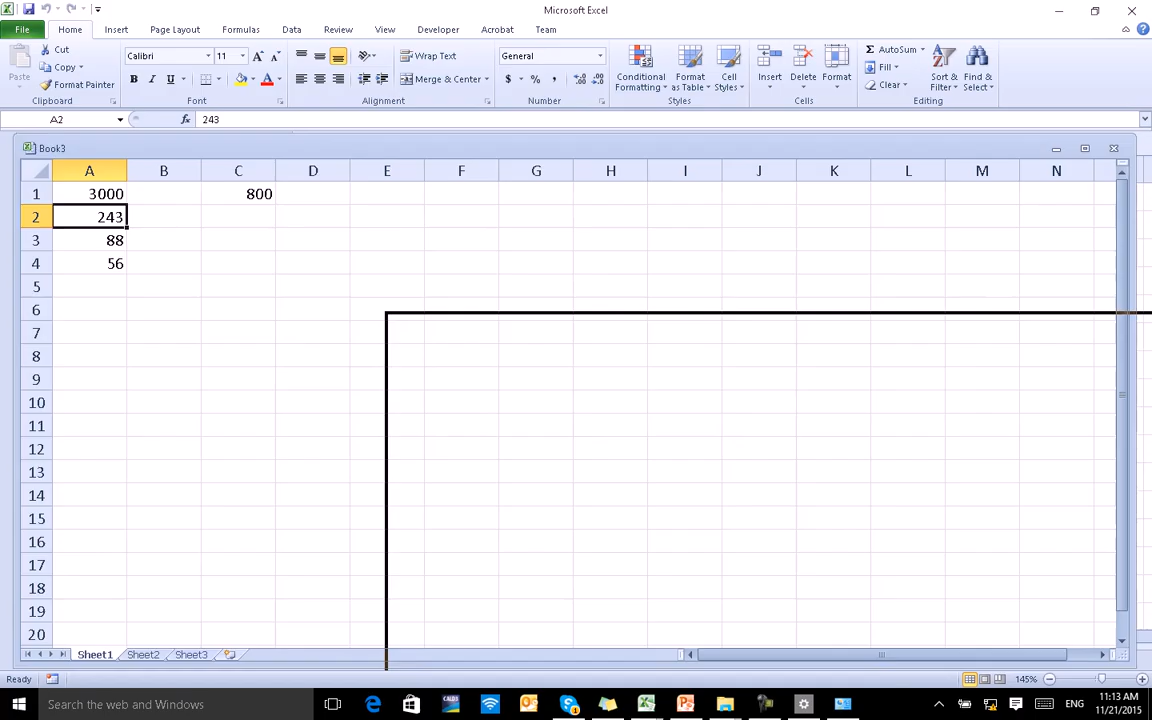 Microsoft Excel
File Home Insert Page Layout Formulas Data Review View Developer Acrobat Team
Paste Cut Copy Format Painter Clipboard
Calibri 11 A A B I U A Font
Wrap Text Merge & Center Alignment
General $ % , .0 .00 .00 .0 Number
Conditional Formatting Format as Table Cell Styles Styles
Insert Delete Format Cells
Σ AutoSum Fill Clear Sort & Filter Find & Select Editing
A2 fx 243
Book3
A B C D E F G H I J K L M N
1 3000 800
2 243
3 88
4 56
5
6
7
8
9
10
11
12
13
14
15
16
17
18
19
20
Sheet1 Sheet2 Sheet3
Ready 145%
Search the web and Windows ENG 11:13 AM
11/21/2015